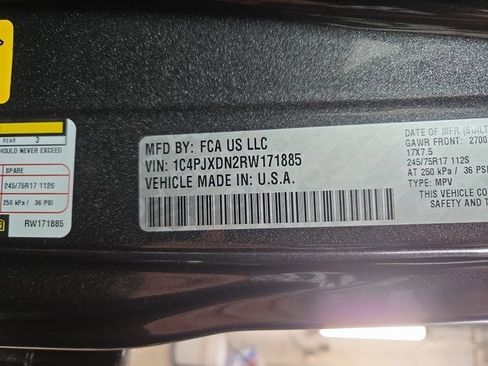 REAR 3
SHOULD NEVER EXCEED
SPARE
245/75R17 112S
250 kPa / 36 PSI
RW171885
MFD BY: FCA US LLC
VIN: 1C4PJXDN2RW171885
VEHICLE MADE IN: U.S.A.
DATE OF MFR (BUILT
GAWR FRONT: 2700
17X7.5
245/75R17 112S
AT 250 kPa / 36 PSI
TYPE: MPV
THIS VEHICLE CO
SAFETY AND T